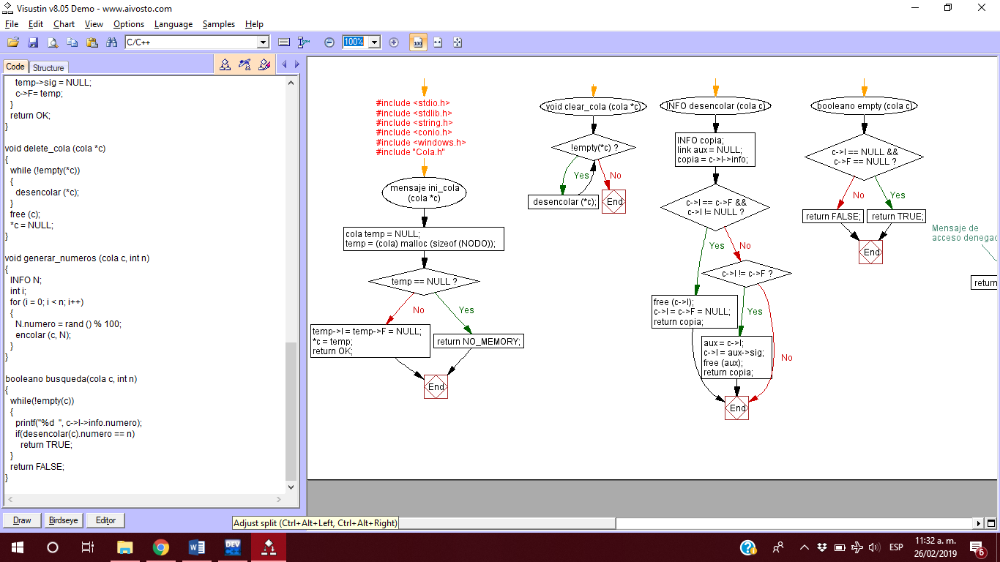 Visustin v8.05 Demo - www.aivosto.com
File Edit Chart View Options Language Samples Help
C/C++
100%
100
Code Structure
temp->sig = NULL;
c->F= temp;
}
return OK;
}
void delete_cola (cola *c)
{
while (!empty(*c))
{
desencolar (*c);
}
free (c);
*c = NULL;
}
void generar_numeros (cola c, int n)
{
INFO N;
int i;
for (i = 0; i < n; i++)
{
N.numero = rand () % 100;
encolar (c, N);
}
}
booleano busqueda(cola c, int n)
{
while(!empty(c))
{
printf("%d ", c->I->info.numero);
if(desencolar(c).numero == n)
return TRUE;
}
return FALSE;
}
Draw Birdseye Editor
Adjust split (Ctrl+Alt+Left, Ctrl+Alt+Right)
#include <stdio.h>
#include <stdlib.h>
#include <string.h>
#include <conio.h>
#include <windows.h>
#include "Cola.h"
mensaje ini_cola
(cola *c)
cola temp = NULL;
temp = (cola) malloc (sizeof (NODO));
temp == NULL ?
No
Yes
temp->I = temp->F = NULL;
*c = temp;
return OK;
return NO_MEMORY;
End
void clear_cola (cola *c)
!empty(*c) ?
Yes
No
desencolar (*c);
End
INFO desencolar (cola c)
INFO copia;
link aux = NULL;
copia = c->I->info;
c->I == c->F &&
c->I != NULL ?
Yes
No
c->I != c->F ?
free (c->I);
c->I = c->F = NULL;
return copia;
Yes
aux = c->I;
c->I = aux->sig;
free (aux);
return copia;
No
End
booleano empty (cola c)
c->I == NULL &&
c->F == NULL ?
No
Yes
return FALSE;
return TRUE;
End
Mensaje de
acceso denegac
return
DEV
ESP
11:32 a. m.
26/02/2019
6